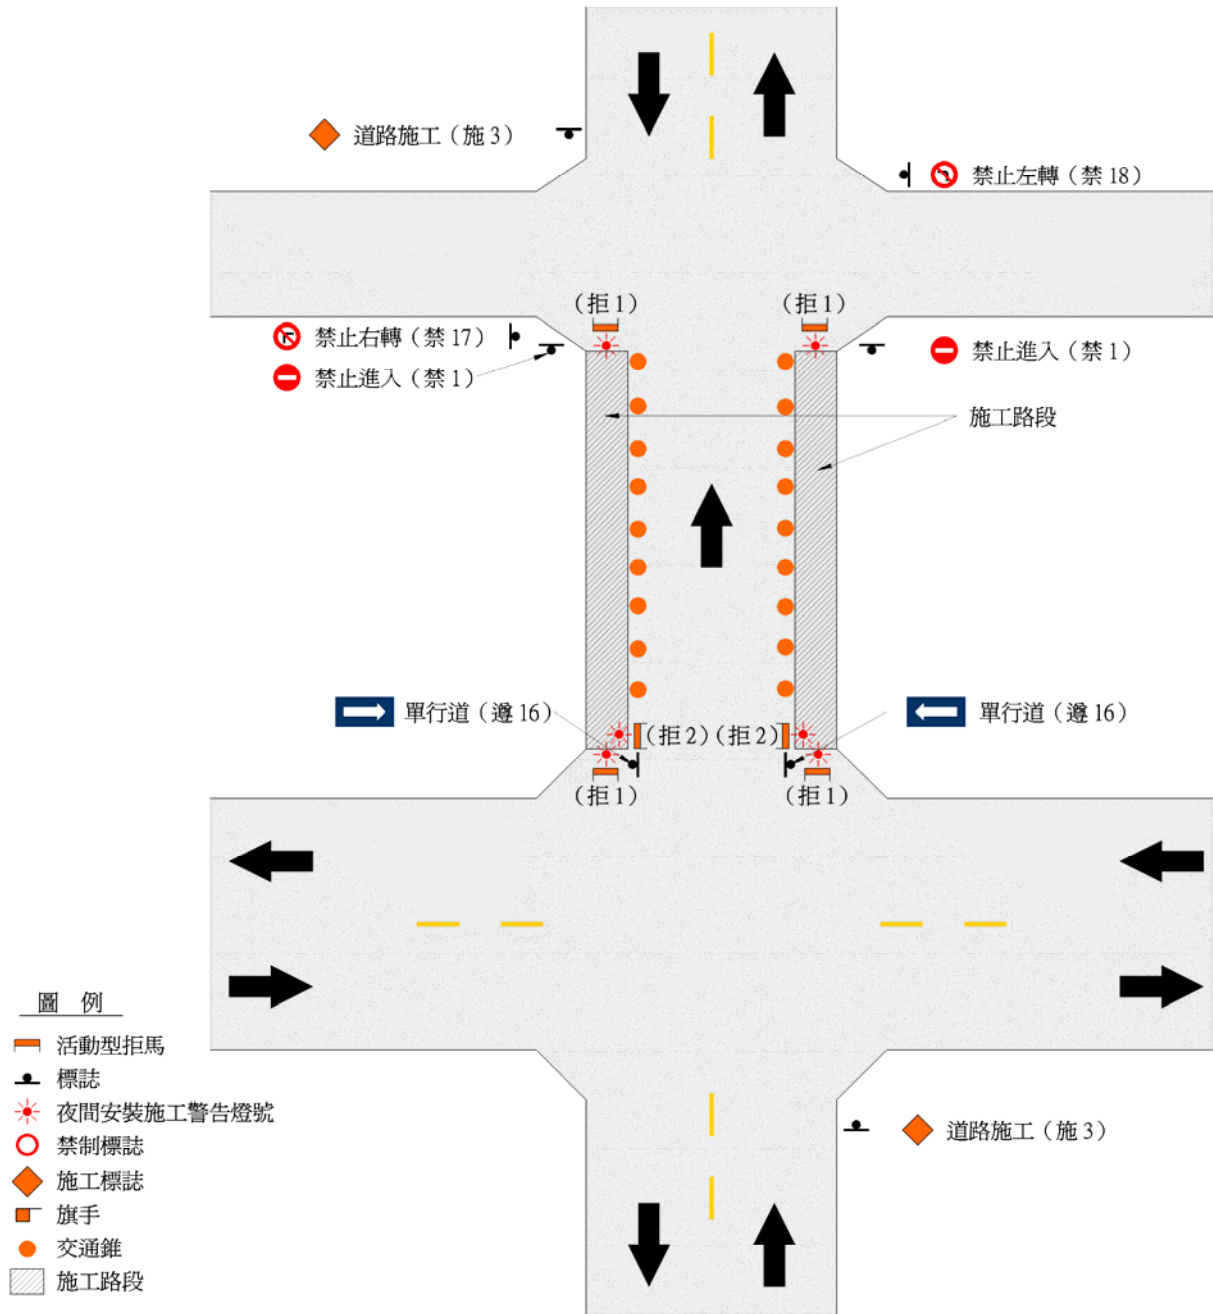 道路施工（施 3）
禁止左轉（禁 18）
（拒 1）
（拒 1）
禁止右轉（禁 17）
禁止進入（禁 1）
禁止進入（禁 1）
施工路段
單行道（遵 16）
單行道（遵 16）
（拒 2）（拒 2）
（拒 1）
（拒 1）
圖 例
活動型拒馬
標誌
夜間安裝施工警告燈號
禁制標誌
施工標誌
旗手
交通錐
施工路段
道路施工（施 3）